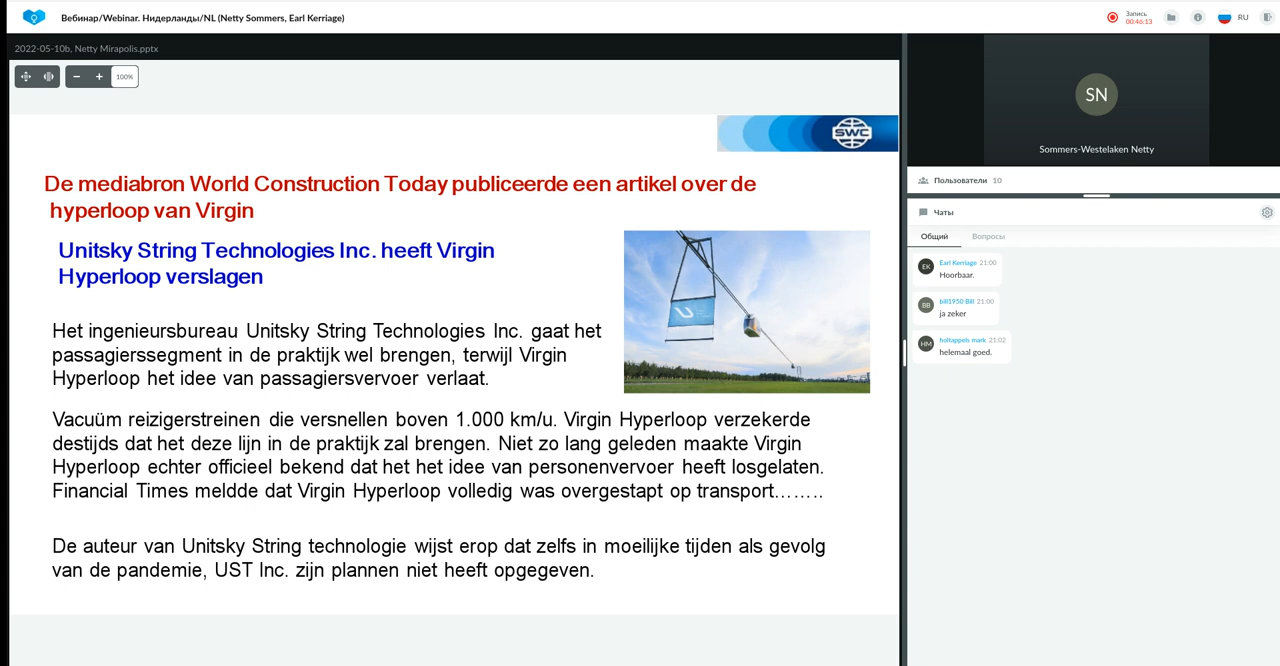 Вебинар/Webinar. Нидерланды/NL (Netty Sommers, Earl Kerriage)
Запись
00:46:13
RU
2022-05-10b, Netty Mirapolis.pptx
100%
SWC
De mediabron World Construction Today publiceerde een artikel over de
hyperloop van Virgin
Unitsky String Technologies Inc. heeft Virgin
Hyperloop verslagen
Het ingenieursbureau Unitsky String Technologies Inc. gaat het
passagierssegment in de praktijk wel brengen, terwijl Virgin
Hyperloop het idee van passagiersvervoer verlaat.
Vacuüm reizigerstreinen die versnellen boven 1.000 km/u. Virgin Hyperloop verzekerde
destijds dat het deze lijn in de praktijk zal brengen. Niet zo lang geleden maakte Virgin
Hyperloop echter officieel bekend dat het het idee van personenvervoer heeft losgelaten.
Financial Times meldde dat Virgin Hyperloop volledig was overgestapt op transport……..
De auteur van Unitsky String technologie wijst erop dat zelfs in moeilijke tijden als gevolg
van de pandemie, UST Inc. zijn plannen niet heeft opgegeven.
SN
Sommers-Westelaken Netty
Пользователи 10
Чаты
Общий
Вопросы
EK
Earl Kerriage 21:00
Hoorbaar.
BB
bill1950 Bill 21:00
ja zeker
HM
holtappels mark 21:02
helemaal goed.